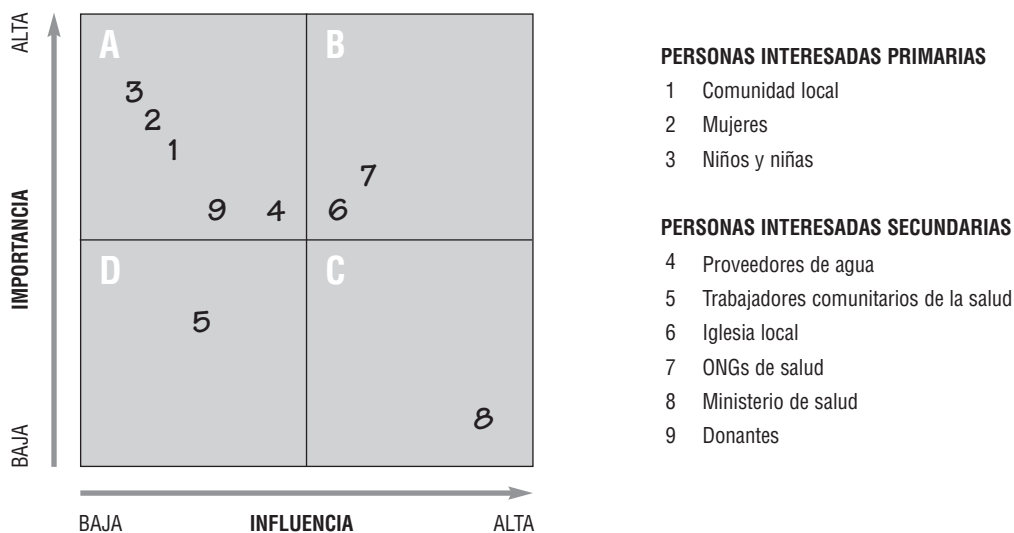 ALTA
IMPORTANCIA
BAJA
A
B
3
2
1
7
9
4
6
D
C
5
8
BAJA
INFLUENCIA
ALTA
PERSONAS INTERESADAS PRIMARIAS
1 Comunidad local
2 Mujeres
3 Niños y niñas
PERSONAS INTERESADAS SECUNDARIAS
4 Proveedores de agua
5 Trabajadores comunitarios de la salud
6 Iglesia local
7 ONGs de salud
8 Ministerio de salud
9 Donantes